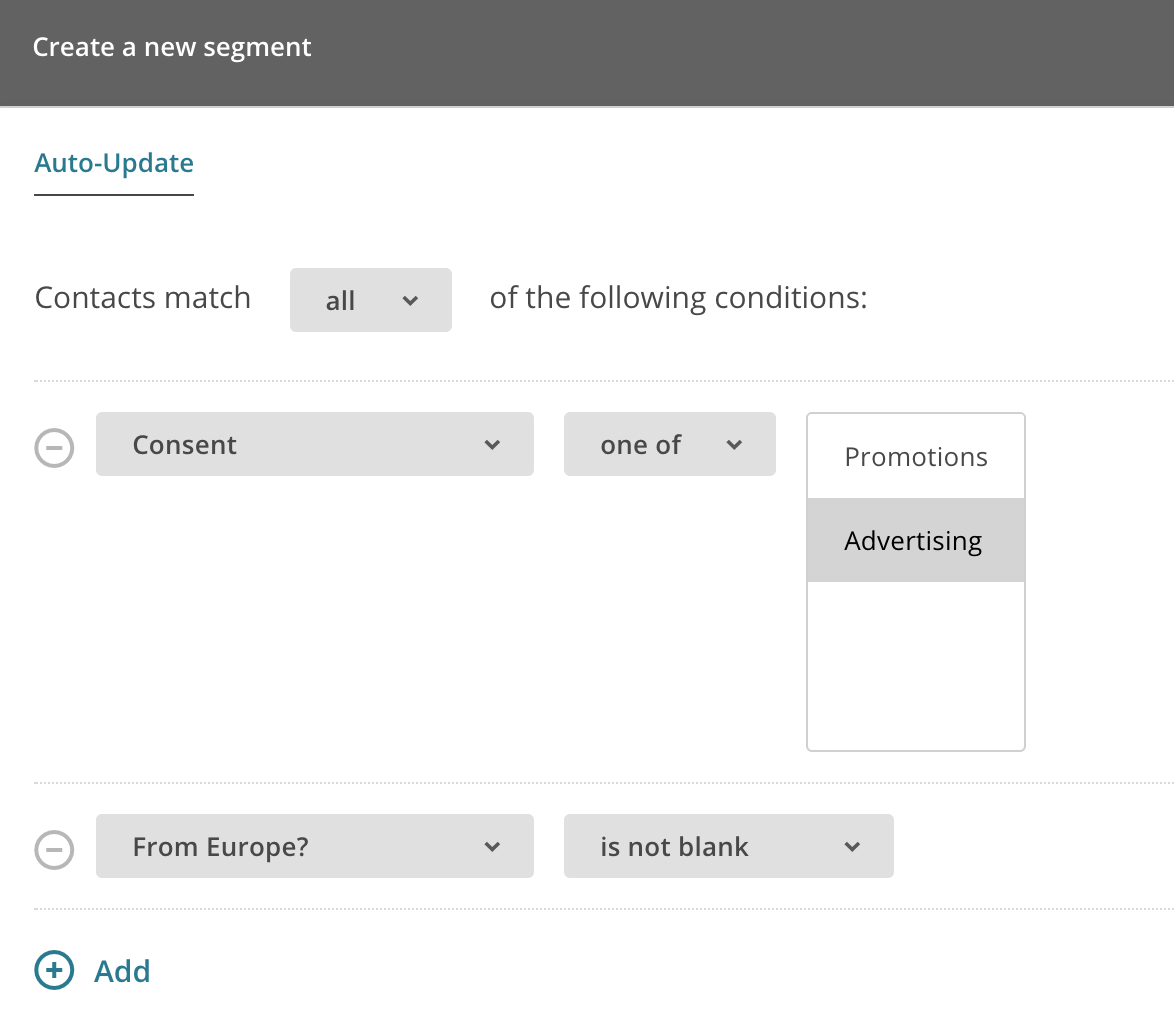 Create a new segment
Auto-Update
Contacts match all of the following conditions:
Consent one of Promotions
Advertising
From Europe? is not blank
Add